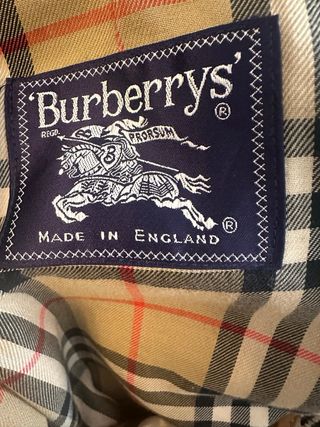 'Burberrys'
®
REGD.
PRORSUM
®
MADE IN ENGLAND